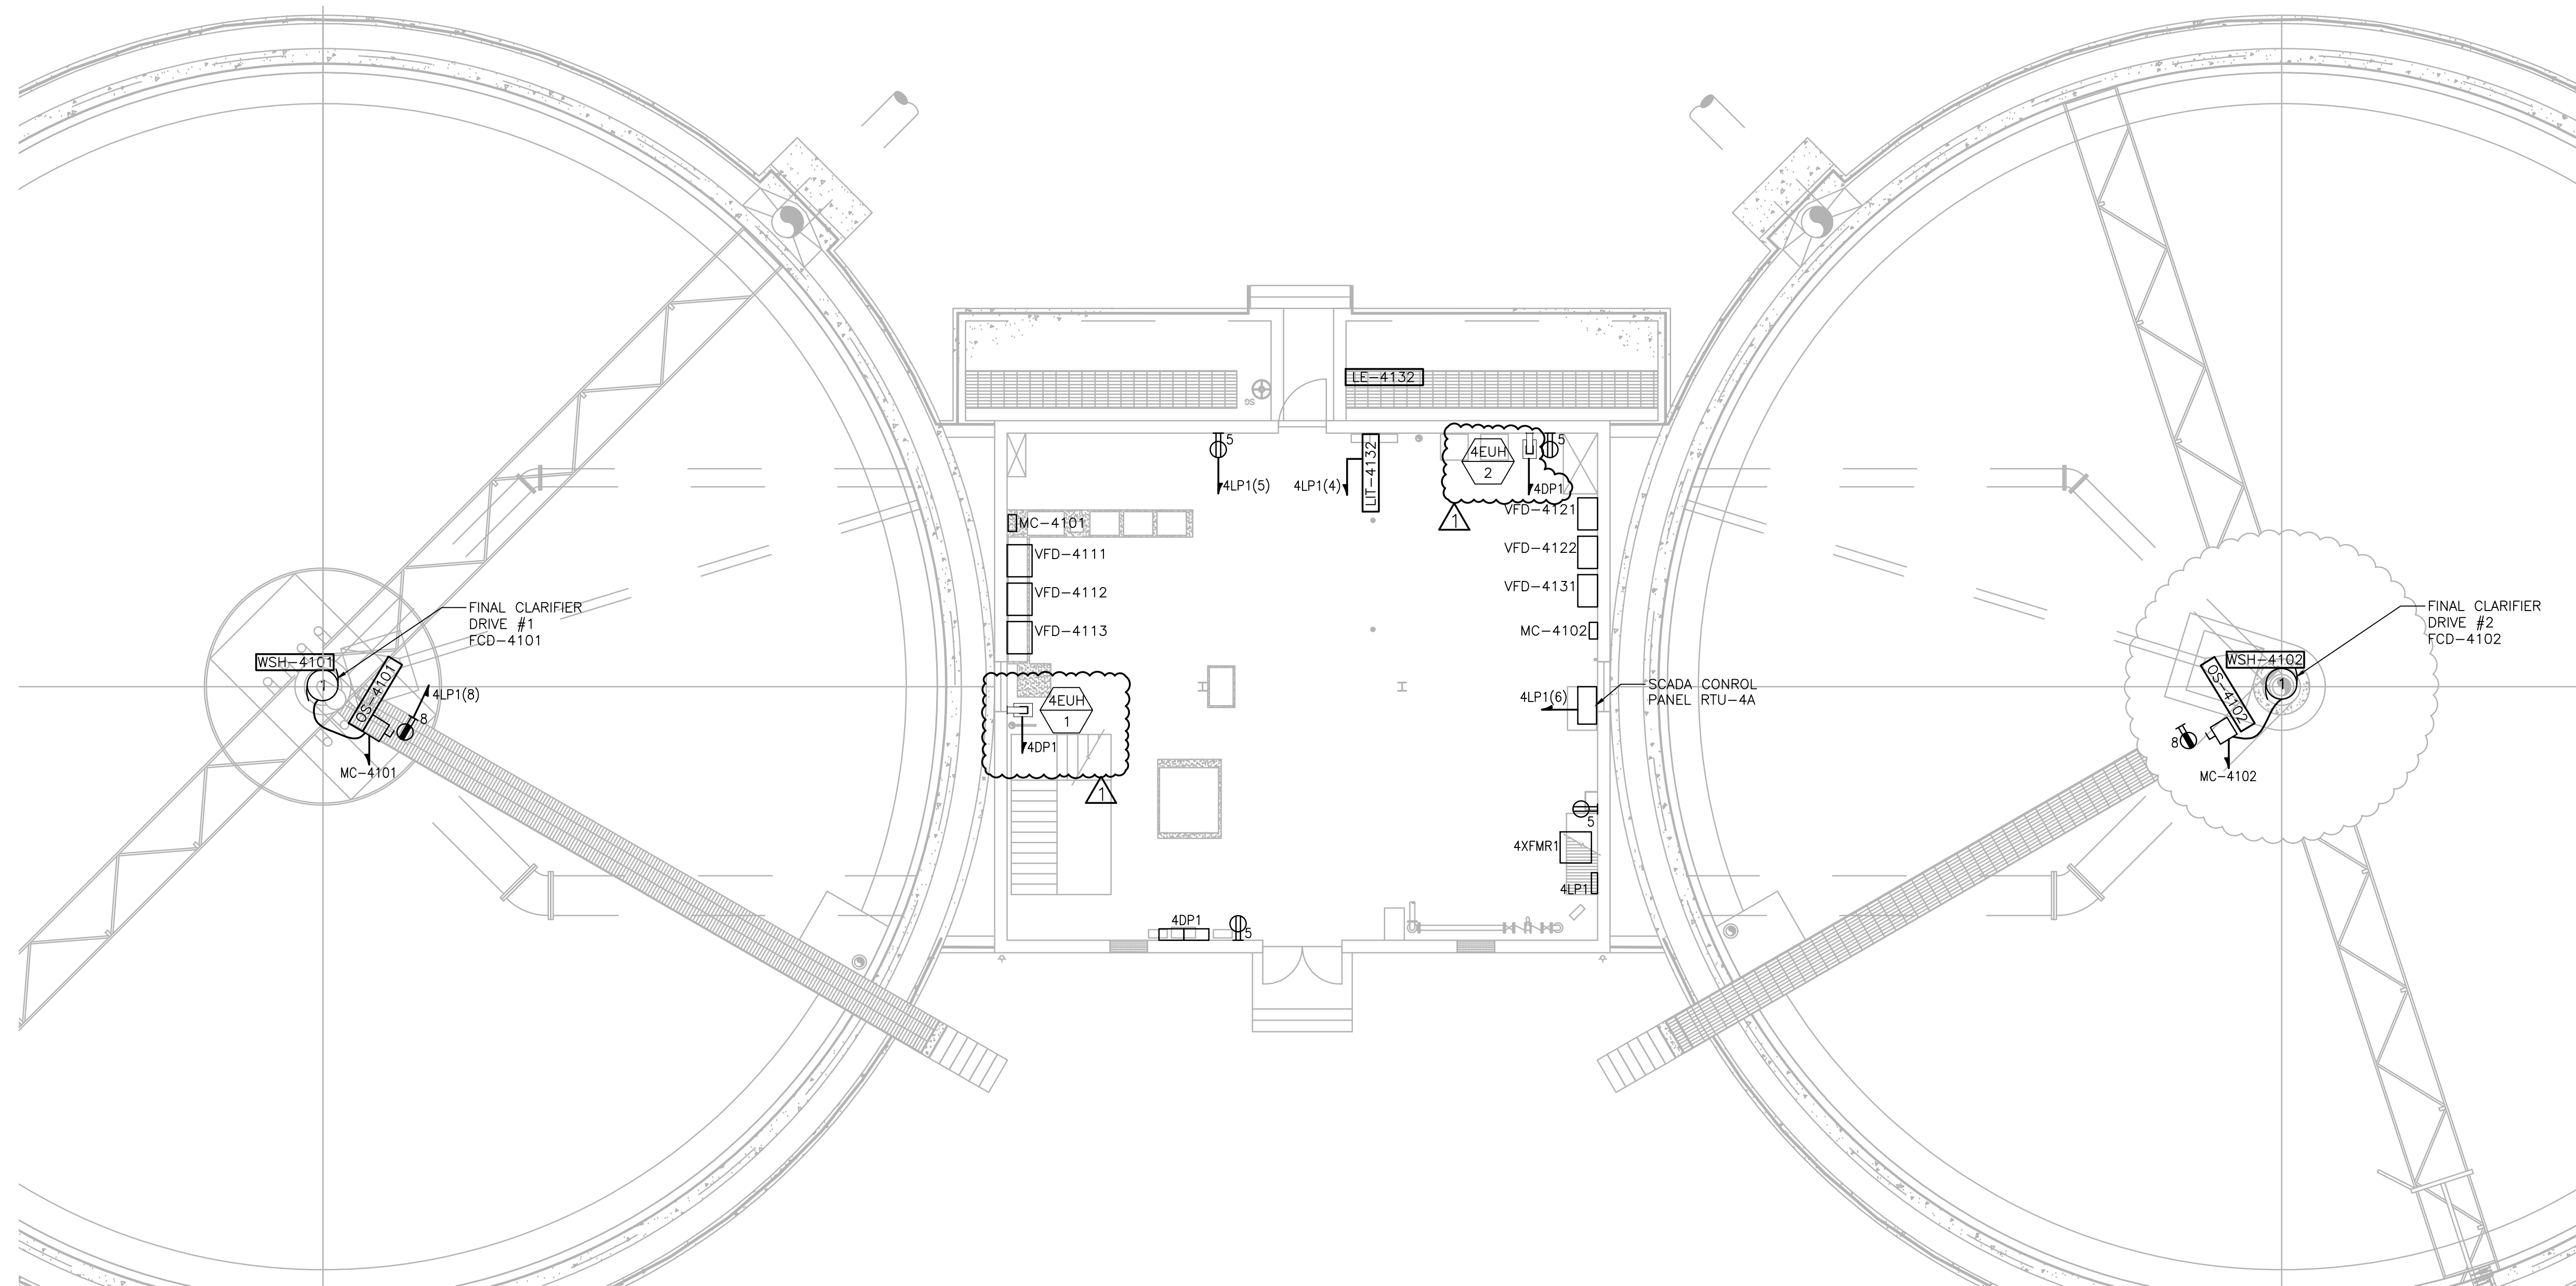 LE-4132
SG
5
4LP1(5)
4LP1(4)
LIT-4132
4EUH
2
5
4DP1
1
MC-4101
VFD-4111
VFD-4112
VFD-4113
VFD-4121
VFD-4122
VFD-4131
MC-4102
4LP1(6)
SCADA CONROL
PANEL RTU-4A
4EUH
1
4DP1
1
5
4XFMR1
4LP1
4DP1
5
FINAL CLARIFIER
DRIVE #1
FCD-4101
WSH-4101
1
OS-4101
4LP1(8)
8
MC-4101
FINAL CLARIFIER
DRIVE #2
FCD-4102
WSH-4102
1
OS-4102
8
MC-4102